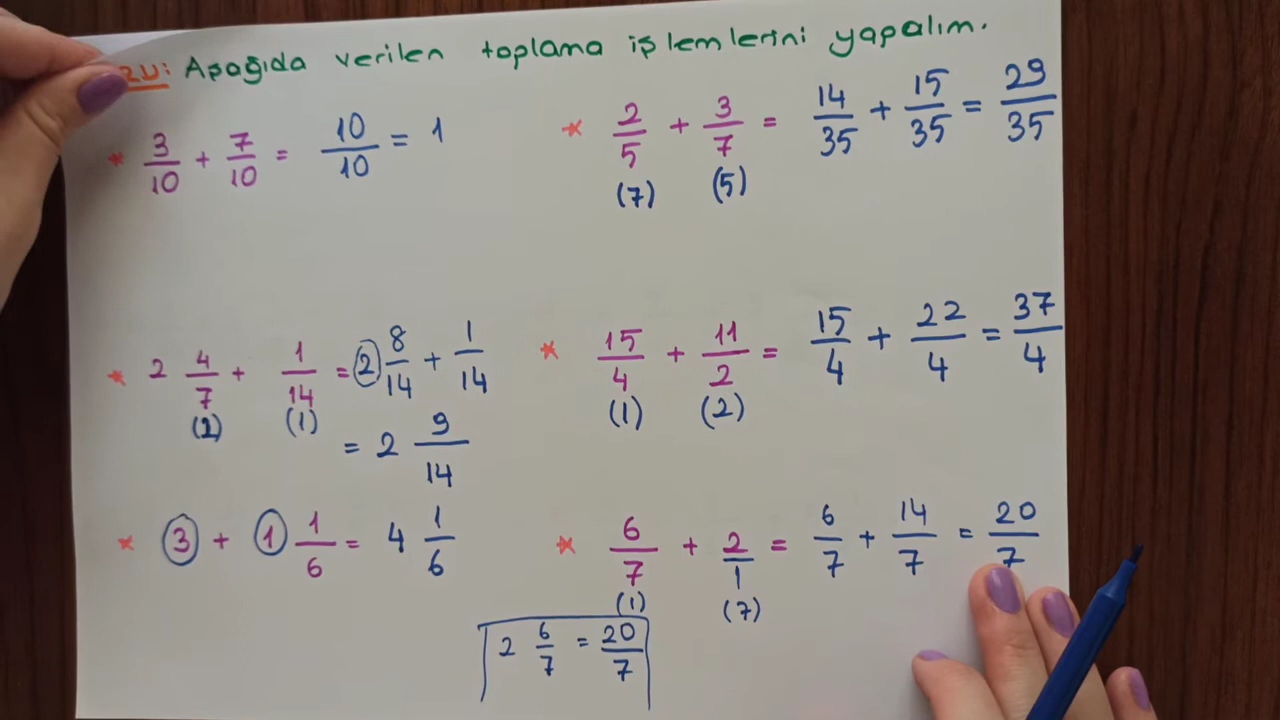 Aşağıda verilen toplama işlemlerini yapalım.
* 3/10 + 7/10 = 10/10 = 1
* 2/5 + 3/7 = 14/35 + 15/35 = 29/35
(7) (5)
* 2 4/7 + 1/14 = 2 8/14 + 1/14
(2) (1)
= 2 9/14
* 15/4 + 11/2 = 15/4 + 22/4 = 37/4
(1) (2)
* 3 + 1 1/6 = 4 1/6
* 6/7 + 2/1 = 6/7 + 14/7 = 20/7
(1) (7)
2 6/7 = 20/7